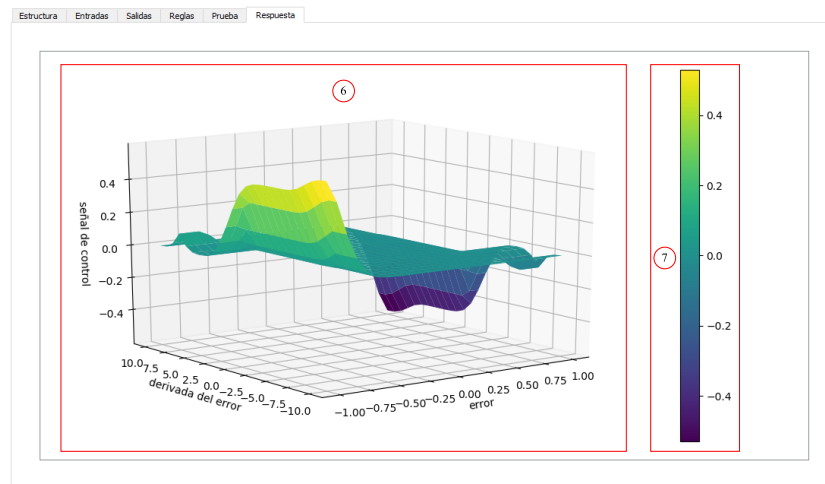 Estructura Entradas Salidas Reglas Prueba Respuesta
6
7
0.4
0.2
0.0
−0.2
−0.4
señal de control
10.0 7.5 5.0 2.5 0.0 −2.5 −5.0 −7.5 −10.0
derivada del error
−1.00 −0.75 −0.50 −0.25 0.00 0.25 0.50 0.75 1.00
error
0.4
0.2
0.0
−0.2
−0.4